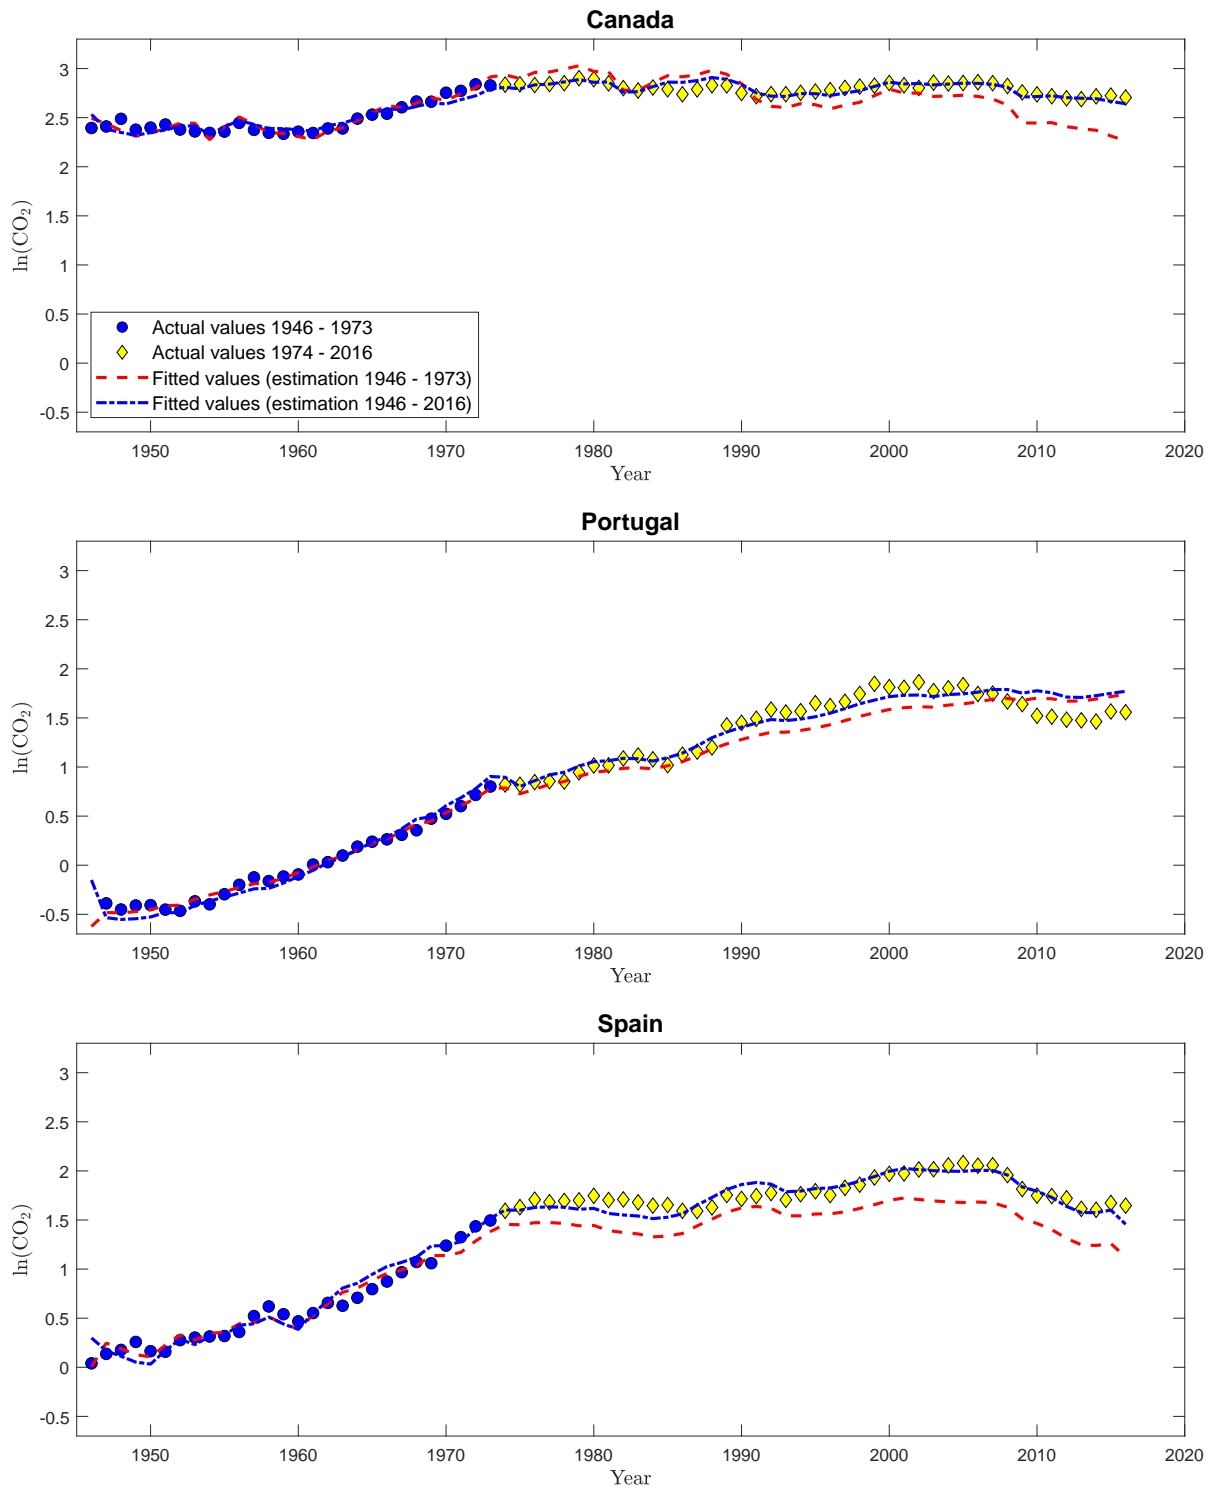 Canada
3
2.5
2
1.5
1
0.5
0
-0.5
ln(CO₂)
Actual values 1946 - 1973
Actual values 1974 - 2016
Fitted values (estimation 1946 - 1973)
Fitted values (estimation 1946 - 2016)
1950 1960 1970 1980 1990 2000 2010 2020
Year
Portugal
3
2.5
2
1.5
1
0.5
0
-0.5
ln(CO₂)
1950 1960 1970 1980 1990 2000 2010 2020
Year
Spain
3
2.5
2
1.5
1
0.5
0
-0.5
ln(CO₂)
1950 1960 1970 1980 1990 2000 2010 2020
Year